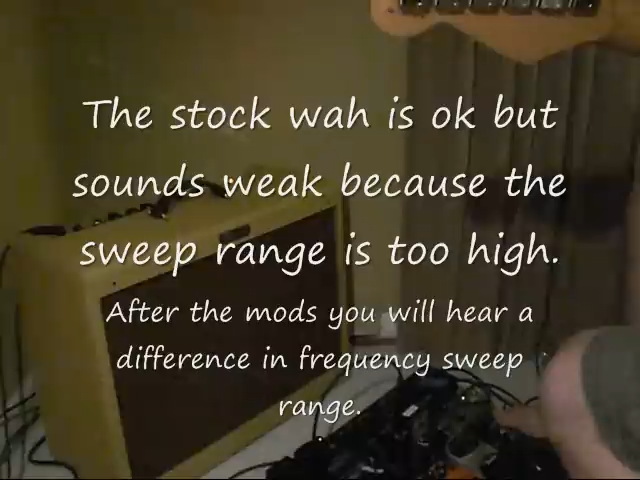 The stock wah is ok but
sounds weak because the
sweep range is too high.
After the mods you will hear a
difference in frequency sweep
range.